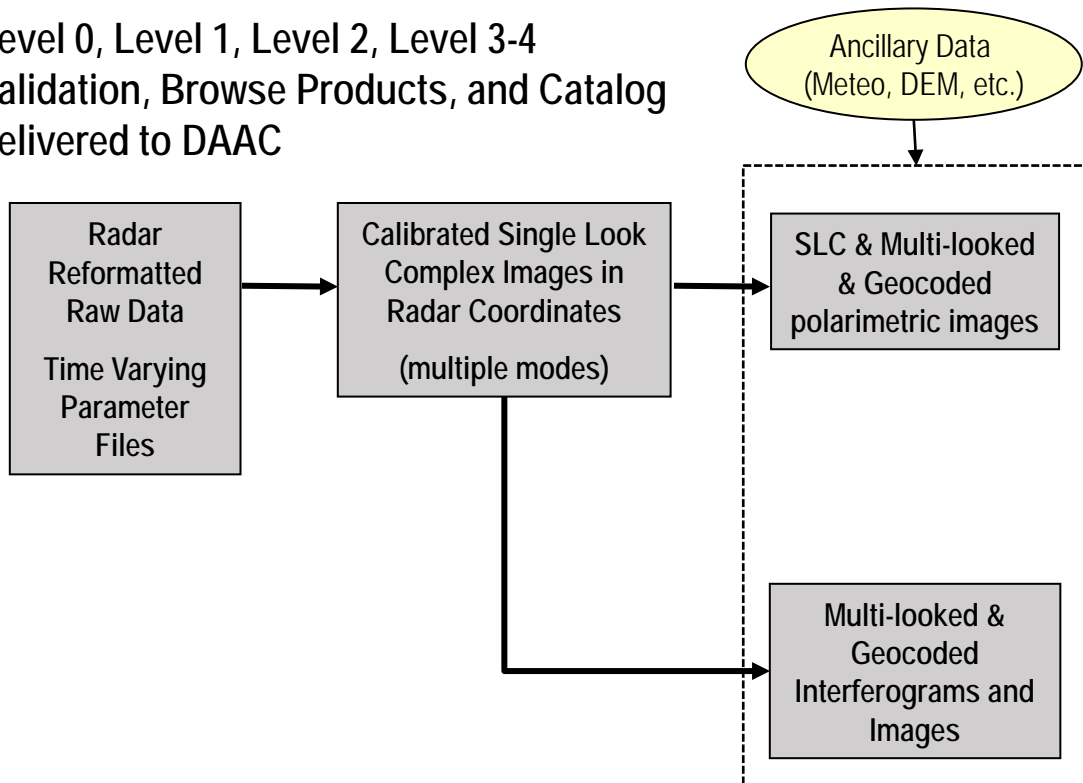 evel 0, Level 1, Level 2, Level 3-4
alidation, Browse Products, and Catalog
elivered to DAAC
Ancillary Data
(Meteo, DEM, etc.)
Radar
Reformatted
Raw Data
Time Varying
Parameter
Files
Calibrated Single Look
Complex Images in
Radar Coordinates
(multiple modes)
SLC & Multi-looked
& Geocoded
polarimetric images
Multi-looked &
Geocoded
Interferograms and
Images